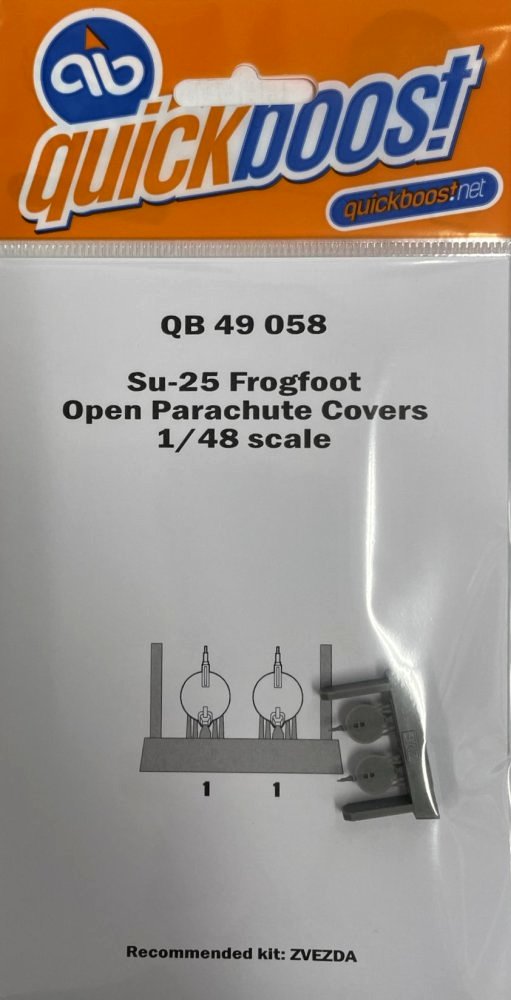 qb
quickboost
quickboost.net
QB 49 058
Su-25 Frogfoot
Open Parachute Covers
1/48 scale
1 1
Recommended kit: ZVEZDA